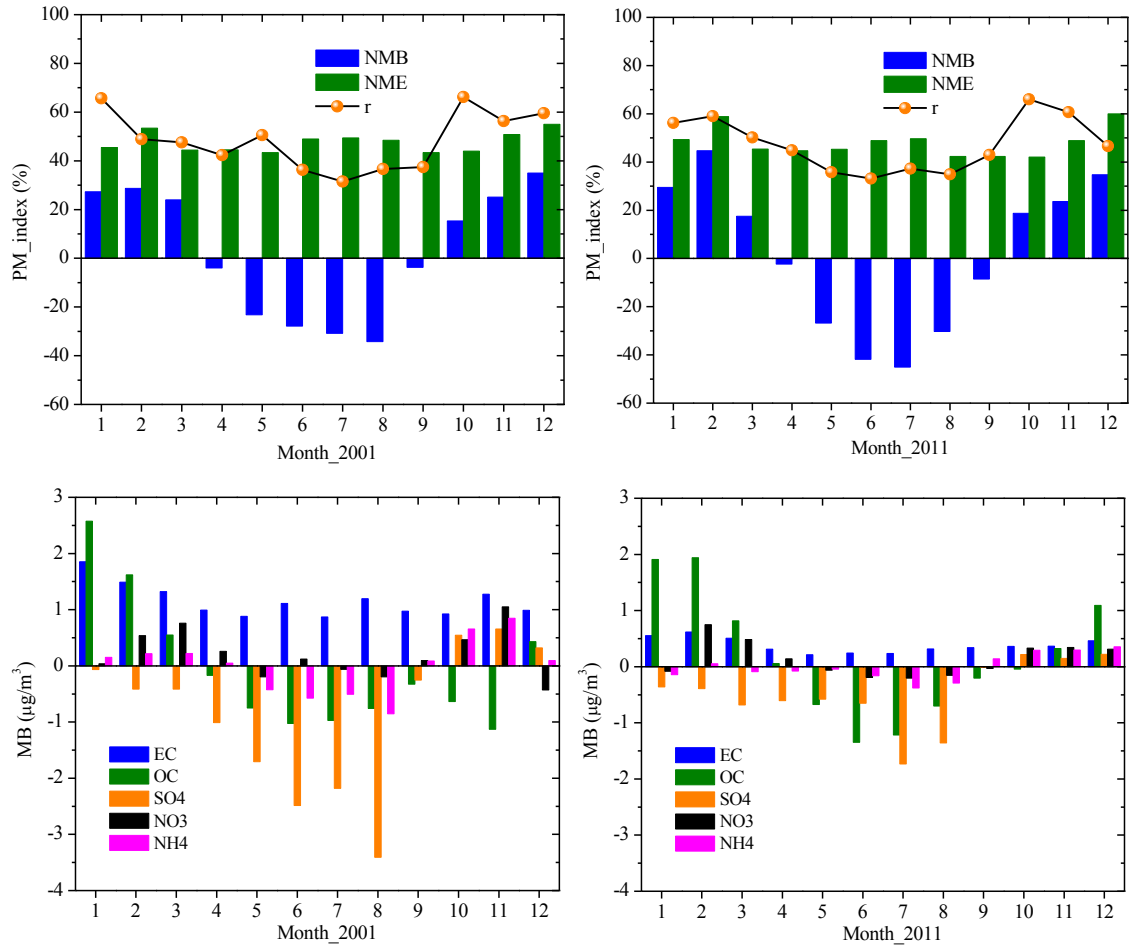 100
80
60
40
20
0
-20
-40
-60
PM_index (%)
NMB
NME
r
1 2 3 4 5 6 7 8 9 10 11 12
Month_2001
100
80
60
40
20
0
-20
-40
-60
PM_index (%)
NMB
NME
r
1 2 3 4 5 6 7 8 9 10 11 12
Month_2011
3
2
1
0
-1
-2
-3
-4
MB (µg/m³)
EC
OC
SO4
NO3
NH4
1 2 3 4 5 6 7 8 9 10 11 12
Month_2001
3
2
1
0
-1
-2
-3
-4
MB (µg/m³)
EC
OC
SO4
NO3
NH4
1 2 3 4 5 6 7 8 9 10 11 12
Month_2011